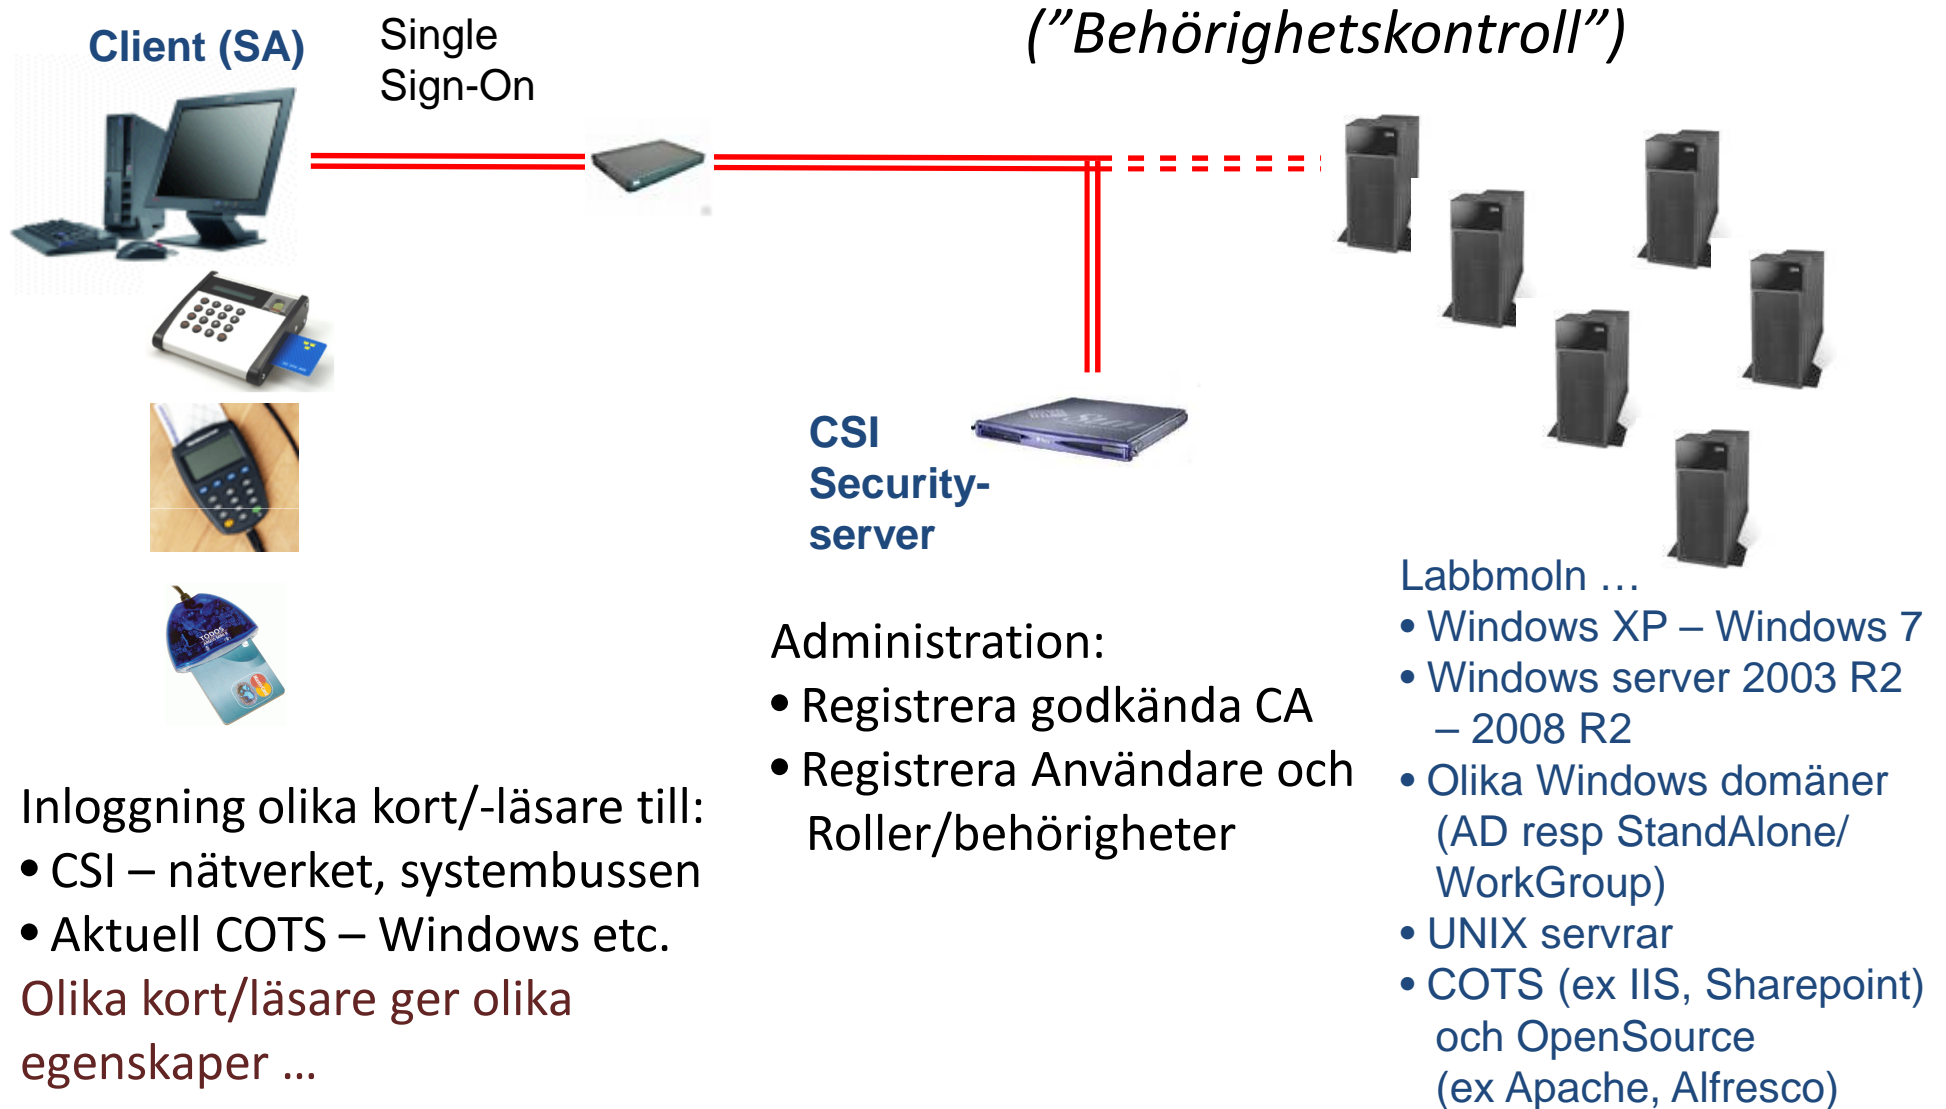 Client (SA)
Single
Sign-On
(”Behörighetskontroll”)
CSI
Security-
server
Inloggning olika kort/-läsare till:
• CSI – nätverket, systembussen
• Aktuell COTS – Windows etc.
Olika kort/läsare ger olika
egenskaper ...
Administration:
• Registrera godkända CA
• Registrera Användare och
Roller/behörigheter
Labbmoln …
• Windows XP – Windows 7
• Windows server 2003 R2
– 2008 R2
• Olika Windows domäner
(AD resp StandAlone/
WorkGroup)
• UNIX servrar
• COTS (ex IIS, Sharepoint)
och OpenSource
(ex Apache, Alfresco)
Sun
TODOS